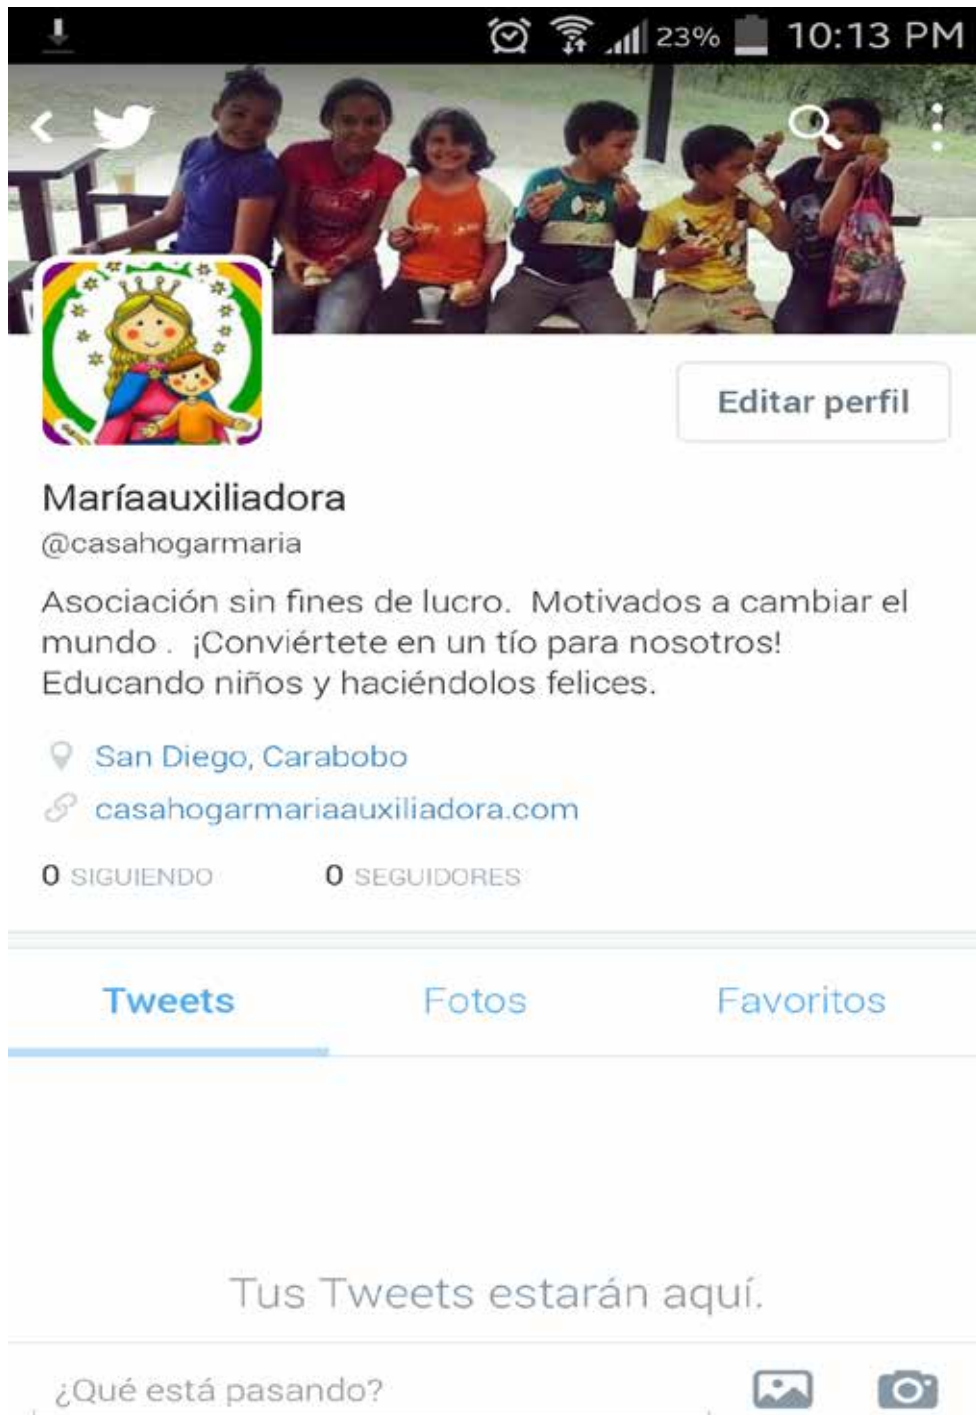 23% 10:13 PM
Editar perfil
Maríaauxiliadora
@casahogarmaria
Asociación sin fines de lucro. Motivados a cambiar el
mundo . ¡Conviértete en un tío para nosotros!
Educando niños y haciéndolos felices.
San Diego, Carabobo
casahogarmariaauxiliadora.com
0 SIGUIENDO 0 SEGUIDORES
Tweets Fotos Favoritos
Tus Tweets estarán aquí.
¿Qué está pasando?